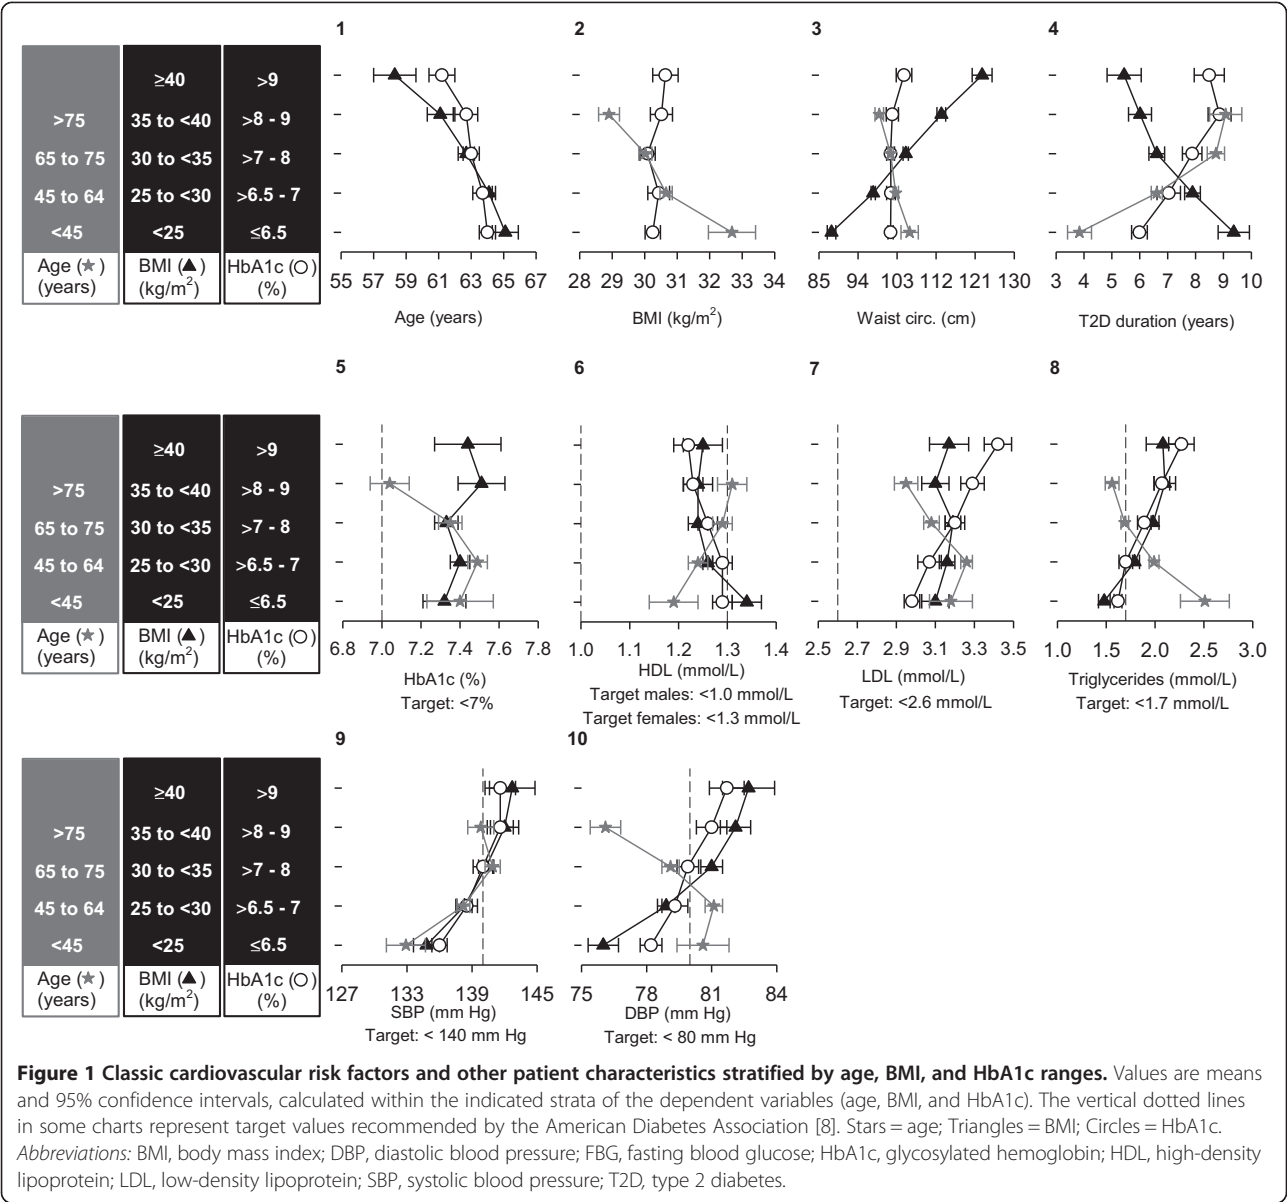 1 2 3 4
≥40 >9
>75 35 to <40 >8 - 9
65 to 75 30 to <35 >7 - 8
45 to 64 25 to <30 >6.5 - 7
<45 <25 ≤6.5
Age (★) BMI (▲) HbA1c (○)
(years) (kg/m²) (%)
55 57 59 61 63 65 67 28 29 30 31 32 33 34 85 94 103 112 121 130 3 4 5 6 7 8 9 10
Age (years) BMI (kg/m²) Waist circ. (cm) T2D duration (years)
5 6 7 8
≥40 >9
>75 35 to <40 >8 - 9
65 to 75 30 to <35 >7 - 8
45 to 64 25 to <30 >6.5 - 7
<45 <25 ≤6.5
Age (★) BMI (▲) HbA1c (○)
(years) (kg/m²) (%)
6.8 7.0 7.2 7.4 7.6 7.8 1.0 1.1 1.2 1.3 1.4 2.5 2.7 2.9 3.1 3.3 3.5 1.0 1.5 2.0 2.5 3.0
HbA1c (%) HDL (mmol/L) LDL (mmol/L) Triglycerides (mmol/L)
Target: <7% Target males: <1.0 mmol/L Target: <2.6 mmol/L Target: <1.7 mmol/L
Target females: <1.3 mmol/L
9 10
≥40 >9
>75 35 to <40 >8 - 9
65 to 75 30 to <35 >7 - 8
45 to 64 25 to <30 >6.5 - 7
<45 <25 ≤6.5
Age (★) BMI (▲) HbA1c (○)
(years) (kg/m²) (%)
127 133 139 145 75 78 81 84
SBP (mm Hg) DBP (mm Hg)
Target: < 140 mm Hg Target: < 80 mm Hg
Figure 1 Classic cardiovascular risk factors and other patient characteristics stratified by age, BMI, and HbA1c ranges. Values are means
and 95% confidence intervals, calculated within the indicated strata of the dependent variables (age, BMI, and HbA1c). The vertical dotted lines
in some charts represent target values recommended by the American Diabetes Association [8]. Stars = age; Triangles = BMI; Circles = HbA1c.
Abbreviations: BMI, body mass index; DBP, diastolic blood pressure; FBG, fasting blood glucose; HbA1c, glycosylated hemoglobin; HDL, high-density
lipoprotein; LDL, low-density lipoprotein; SBP, systolic blood pressure; T2D, type 2 diabetes.